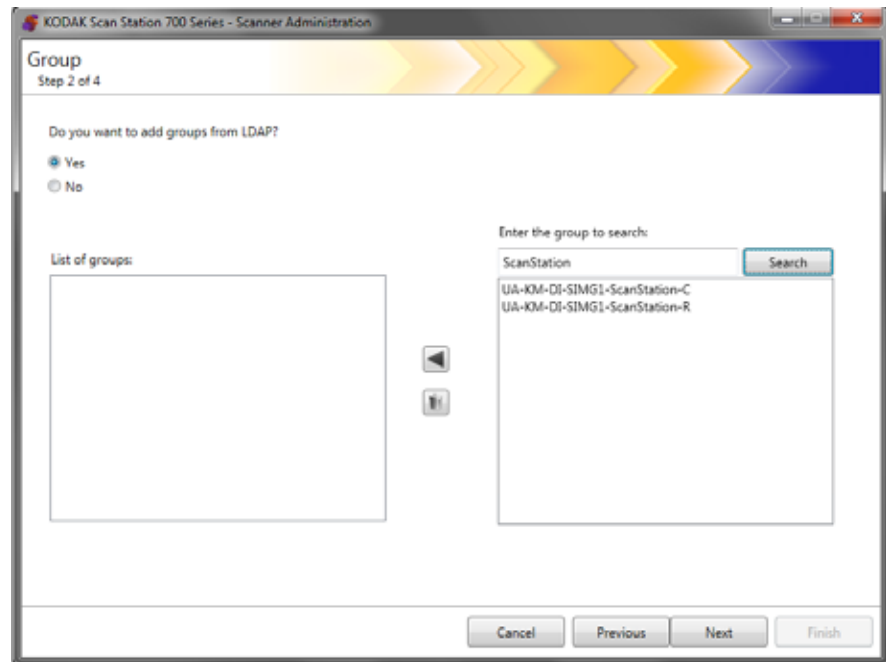 KODAK Scan Station 700 Series - Scanner Administration
Group
Step 2 of 4
Do you want to add groups from LDAP?
Yes
No
Enter the group to search:
List of groups:
ScanStation
Search
UA-KM-DI-SIMG1-ScanStation-C
UA-KM-DI-SIMG1-ScanStation-R
Cancel
Previous
Next
Finish